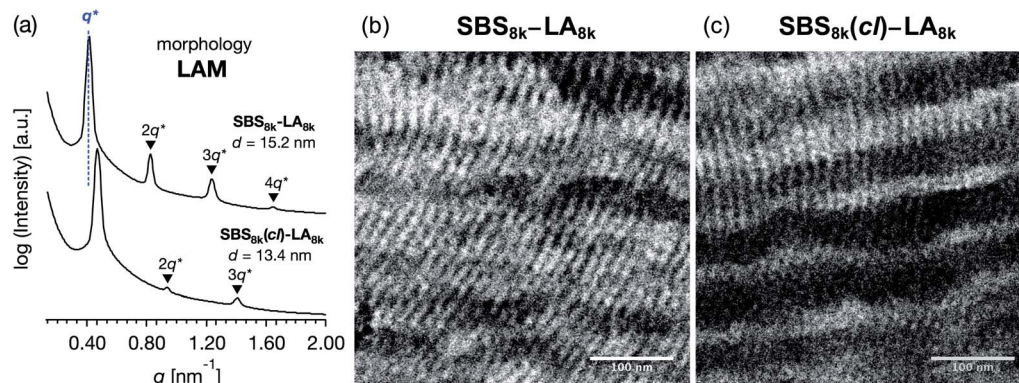 (a)
q*
morphology
LAM
SBS8k-LA8k
d = 15.2 nm
2q*
3q*
4q*
SBS8k(cl)-LA8k
d = 13.4 nm
2q*
3q*
log (Intensity) [a.u.]
0.40 0.80 1.20 1.60 2.00
q [nm-1]
(b) SBS8k–LA8k
100 nm
(c) SBS8k(cl)–LA8k
100 nm